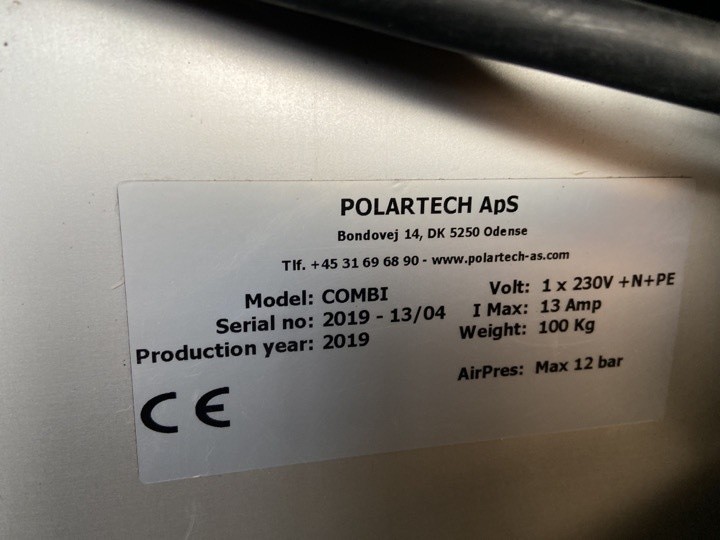 POLARTECH ApS
Bondovej 14, DK 5250 Odense
Tlf. +45 31 69 68 90 - www.polartech-as.com
Model: COMBI
Serial no: 2019 - 13/04
Production year: 2019
Volt: 1 x 230V +N+PE
I Max: 13 Amp
Weight: 100 Kg
AirPres: Max 12 bar
CE